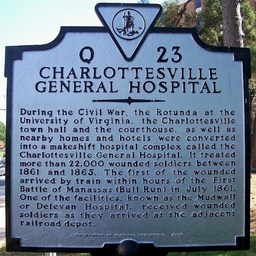 Q 23
CHARLOTTESVILLE
GENERAL HOSPITAL
During the Civil War, the Rotunda at the
University of Virginia, the Charlottesville
town hall and the courthouse, as well as
nearby homes and hotels were converted
into a makeshift hospital complex called the
Charlottesville General Hospital. It treated
more than 22,000 wounded soldiers between
1861 and 1865. The first of the wounded
arrived by train within hours of the First
Battle of Manassas (Bull Run) in July 1861.
One of the facilities, known as the Mudwall
or Delevan Hospital, received wounded
soldiers as they arrived at the adjacent
railroad depot.